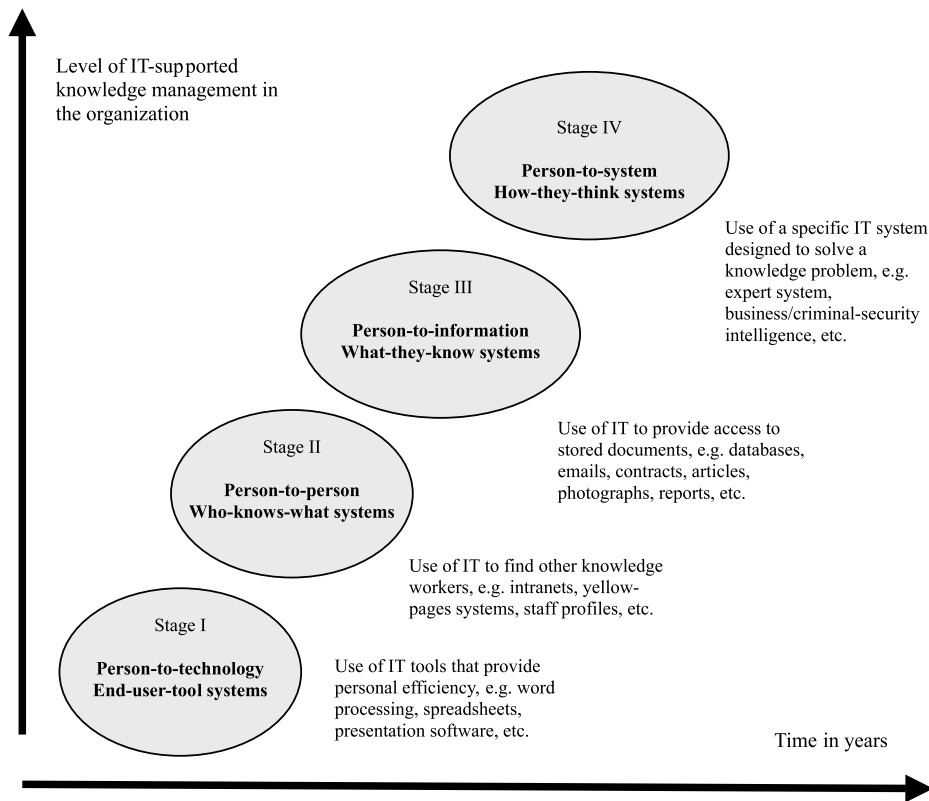 Level of IT-supported
knowledge management in
the organization
Stage IV
Person-to-system
How-they-think systems
Use of a specific IT system
designed to solve a
knowledge problem, e.g.
expert system,
business/criminal-security
intelligence, etc.
Stage III
Person-to-information
What-they-know systems
Use of IT to provide access to
stored documents, e.g. databases,
emails, contracts, articles,
photographs, reports, etc.
Stage II
Person-to-person
Who-knows-what systems
Use of IT to find other knowledge
workers, e.g. intranets, yellow-
pages systems, staff profiles, etc.
Stage I
Person-to-technology
End-user-tool systems
Use of IT tools that provide
personal efficiency, e.g. word
processing, spreadsheets,
presentation software, etc.
Time in years